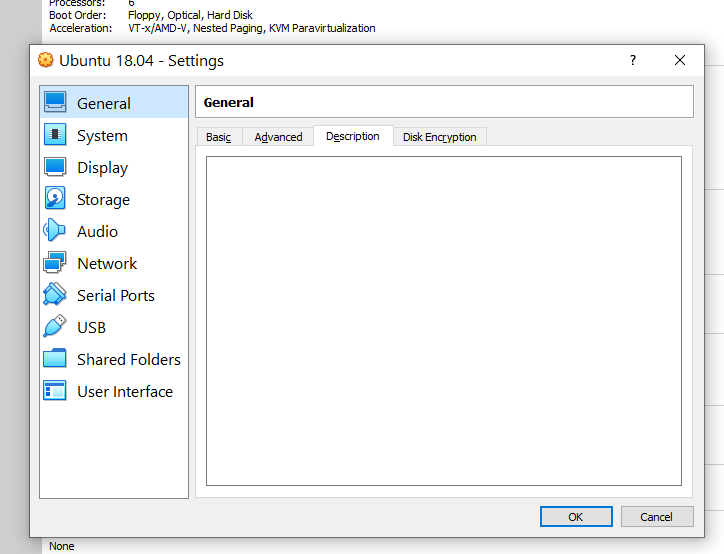 Processors: 6
Boot Order: Floppy, Optical, Hard Disk
Acceleration: VT-x/AMD-V, Nested Paging, KVM Paravirtualization
Ubuntu 18.04 - Settings ?
General
System
Display
Storage
Audio
Network
Serial Ports
USB
Shared Folders
User Interface
General
Basic Advanced Description Disk Encryption
OK Cancel
None